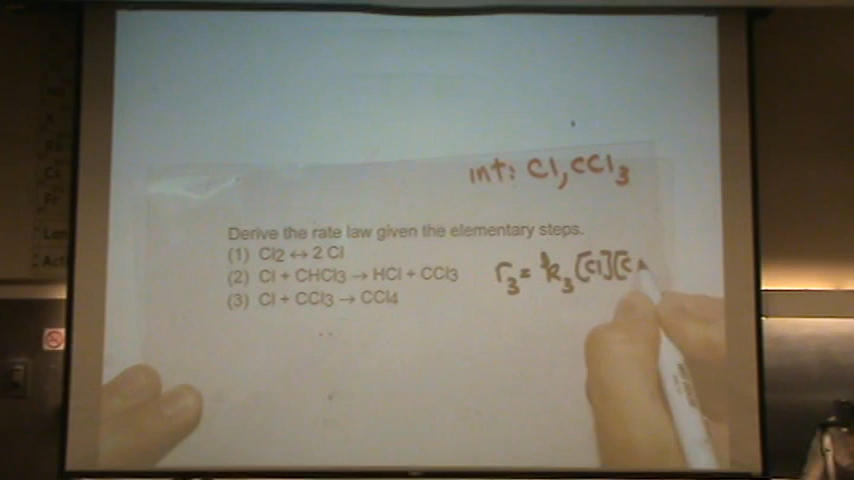 int: Cl, CCl3
Derive the rate law given the elementary steps.
(1) Cl2 ↔ 2 Cl
(2) Cl + CHCl3 → HCl + CCl3
(3) Cl + CCl3 → CCl4
r3 = k3 [Cl][C